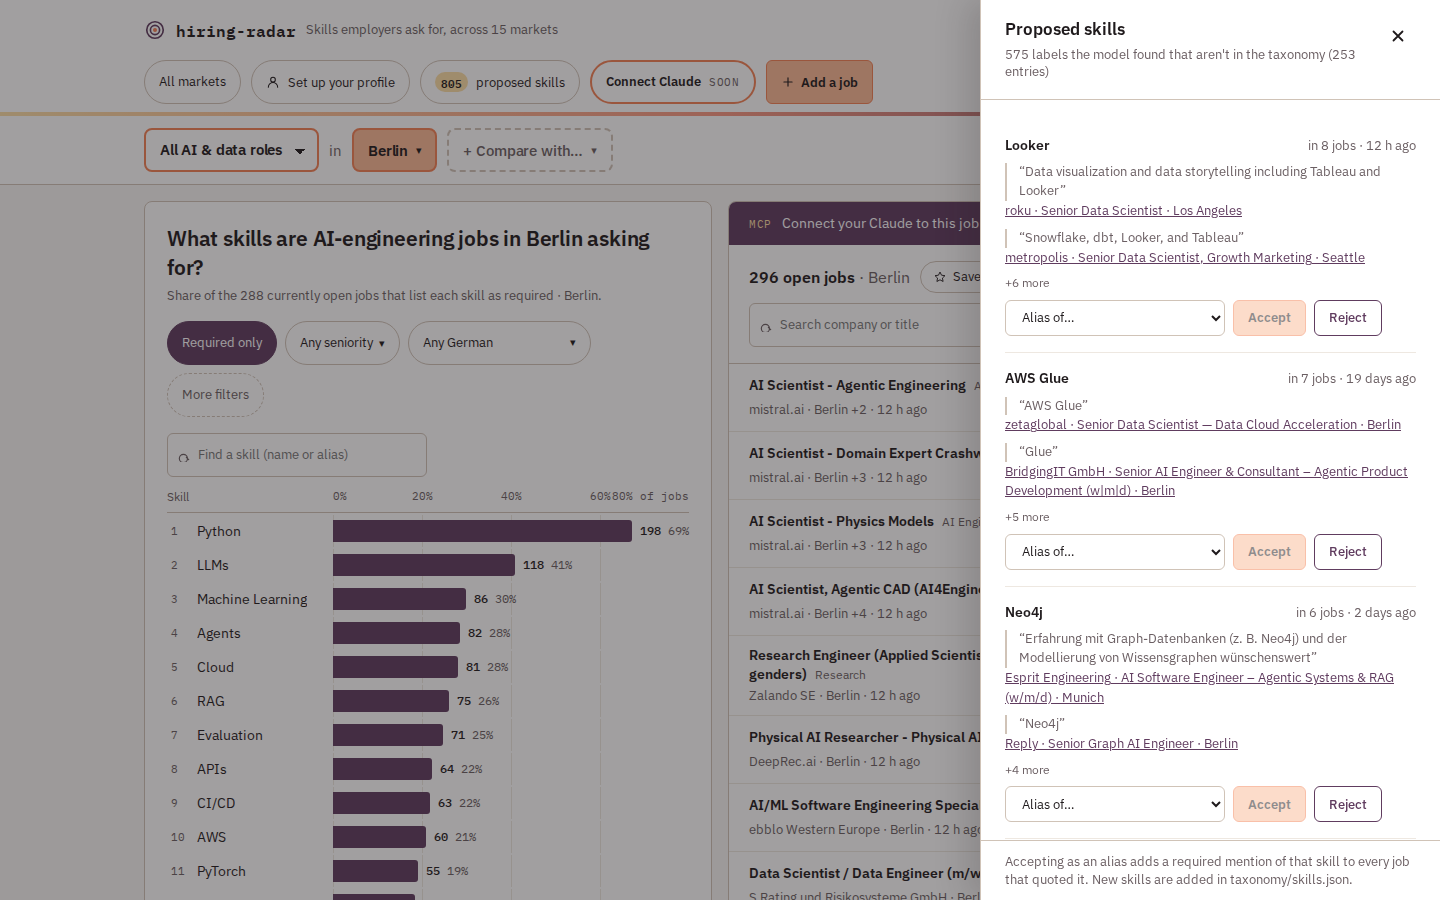 hiring-radar Skills employers ask for, across 15 markets
All markets Set up your profile 805 proposed skills Connect Claude SOON + Add a job
All AI & data roles in Berlin + Compare with...
What skills are AI-engineering jobs in Berlin asking
for?
Share of the 288 currently open jobs that list each skill as required · Berlin.
Required only Any seniority Any German
More filters
Find a skill (name or alias)
Skill 0% 20% 40% 60% 80% of jobs
1 Python 198 69%
2 LLMs 118 41%
3 Machine Learning 86 30%
4 Agents 82 28%
5 Cloud 81 28%
6 RAG 75 26%
7 Evaluation 71 25%
8 APIs 64 22%
9 CI/CD 63 22%
10 AWS 60 21%
11 PyTorch 55 19%
MCP Connect your Claude to this job
296 open jobs · Berlin Save
Search company or title
AI Scientist - Agentic Engineering A
mistral.ai · Berlin +2 · 12 h ago
AI Scientist - Domain Expert Crashw
mistral.ai · Berlin +3 · 12 h ago
AI Scientist - Physics Models AI Engi
mistral.ai · Berlin +3 · 12 h ago
AI Scientist, Agentic CAD (AI4Engine
mistral.ai · Berlin +4 · 12 h ago
Research Engineer (Applied Scientis
genders) Research
Zalando SE · Berlin · 12 h ago
Physical AI Researcher - Physical AI
DeepRec.ai · Berlin · 12 h ago
AI/ML Software Engineering Specia
ebblo Western Europe · Berlin · 12 h ago
Data Scientist / Data Engineer (m/w
S Rating und Risikosysteme GmbH · Berl
Proposed skills
575 labels the model found that aren't in the taxonomy (253
entries)
Looker in 8 jobs · 12 h ago
“Data visualization and data storytelling including Tableau and
Looker”
roku · Senior Data Scientist · Los Angeles
“Snowflake, dbt, Looker, and Tableau”
metropolis · Senior Data Scientist, Growth Marketing · Seattle
+6 more
Alias of... Accept Reject
AWS Glue in 7 jobs · 19 days ago
“AWS Glue”
zetaglobal · Senior Data Scientist — Data Cloud Acceleration · Berlin
“Glue”
BridgingIT GmbH · Senior AI Engineer & Consultant – Agentic Product
Development (w|m|d) · Berlin
+5 more
Alias of... Accept Reject
Neo4j in 6 jobs · 2 days ago
“Erfahrung mit Graph-Datenbanken (z. B. Neo4j) und der
Modellierung von Wissensgraphen wünschenswert”
Esprit Engineering · AI Software Engineer – Agentic Systems & RAG
(w/m/d) · Munich
“Neo4j”
Reply · Senior Graph AI Engineer · Berlin
+4 more
Alias of... Accept Reject
Accepting as an alias adds a required mention of that skill to every job
that quoted it. New skills are added in taxonomy/skills.json.